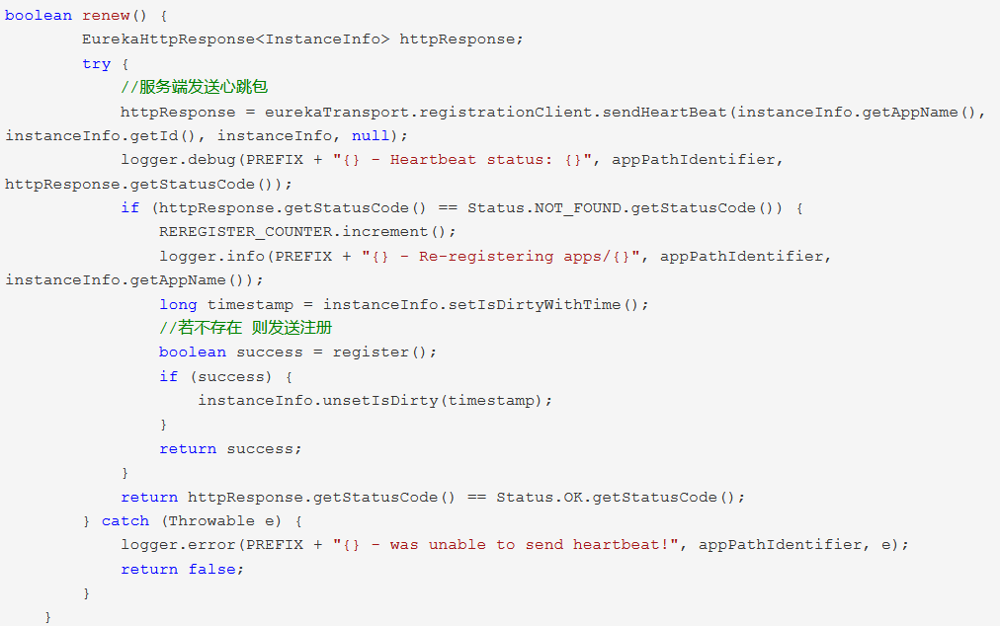 boolean renew() {
        EurekaHttpResponse<InstanceInfo> httpResponse;
        try {
            //服务端发送心跳包
            httpResponse = eurekaTransport.registrationClient.sendHeartBeat(instanceInfo.getAppName(),
instanceInfo.getId(), instanceInfo, null);
            logger.debug(PREFIX + "{} - Heartbeat status: {}", appPathIdentifier,
httpResponse.getStatusCode());
            if (httpResponse.getStatusCode() == Status.NOT_FOUND.getStatusCode()) {
                REREGISTER_COUNTER.increment();
                logger.info(PREFIX + "{} - Re-registering apps/{}", appPathIdentifier,
instanceInfo.getAppName());
                long timestamp = instanceInfo.setIsDirtyWithTime();
                //若不存在 则发送注册
                boolean success = register();
                if (success) {
                    instanceInfo.unsetIsDirty(timestamp);
                }
                return success;
            }
            return httpResponse.getStatusCode() == Status.OK.getStatusCode();
        } catch (Throwable e) {
            logger.error(PREFIX + "{} - was unable to send heartbeat!", appPathIdentifier, e);
            return false;
        }
    }